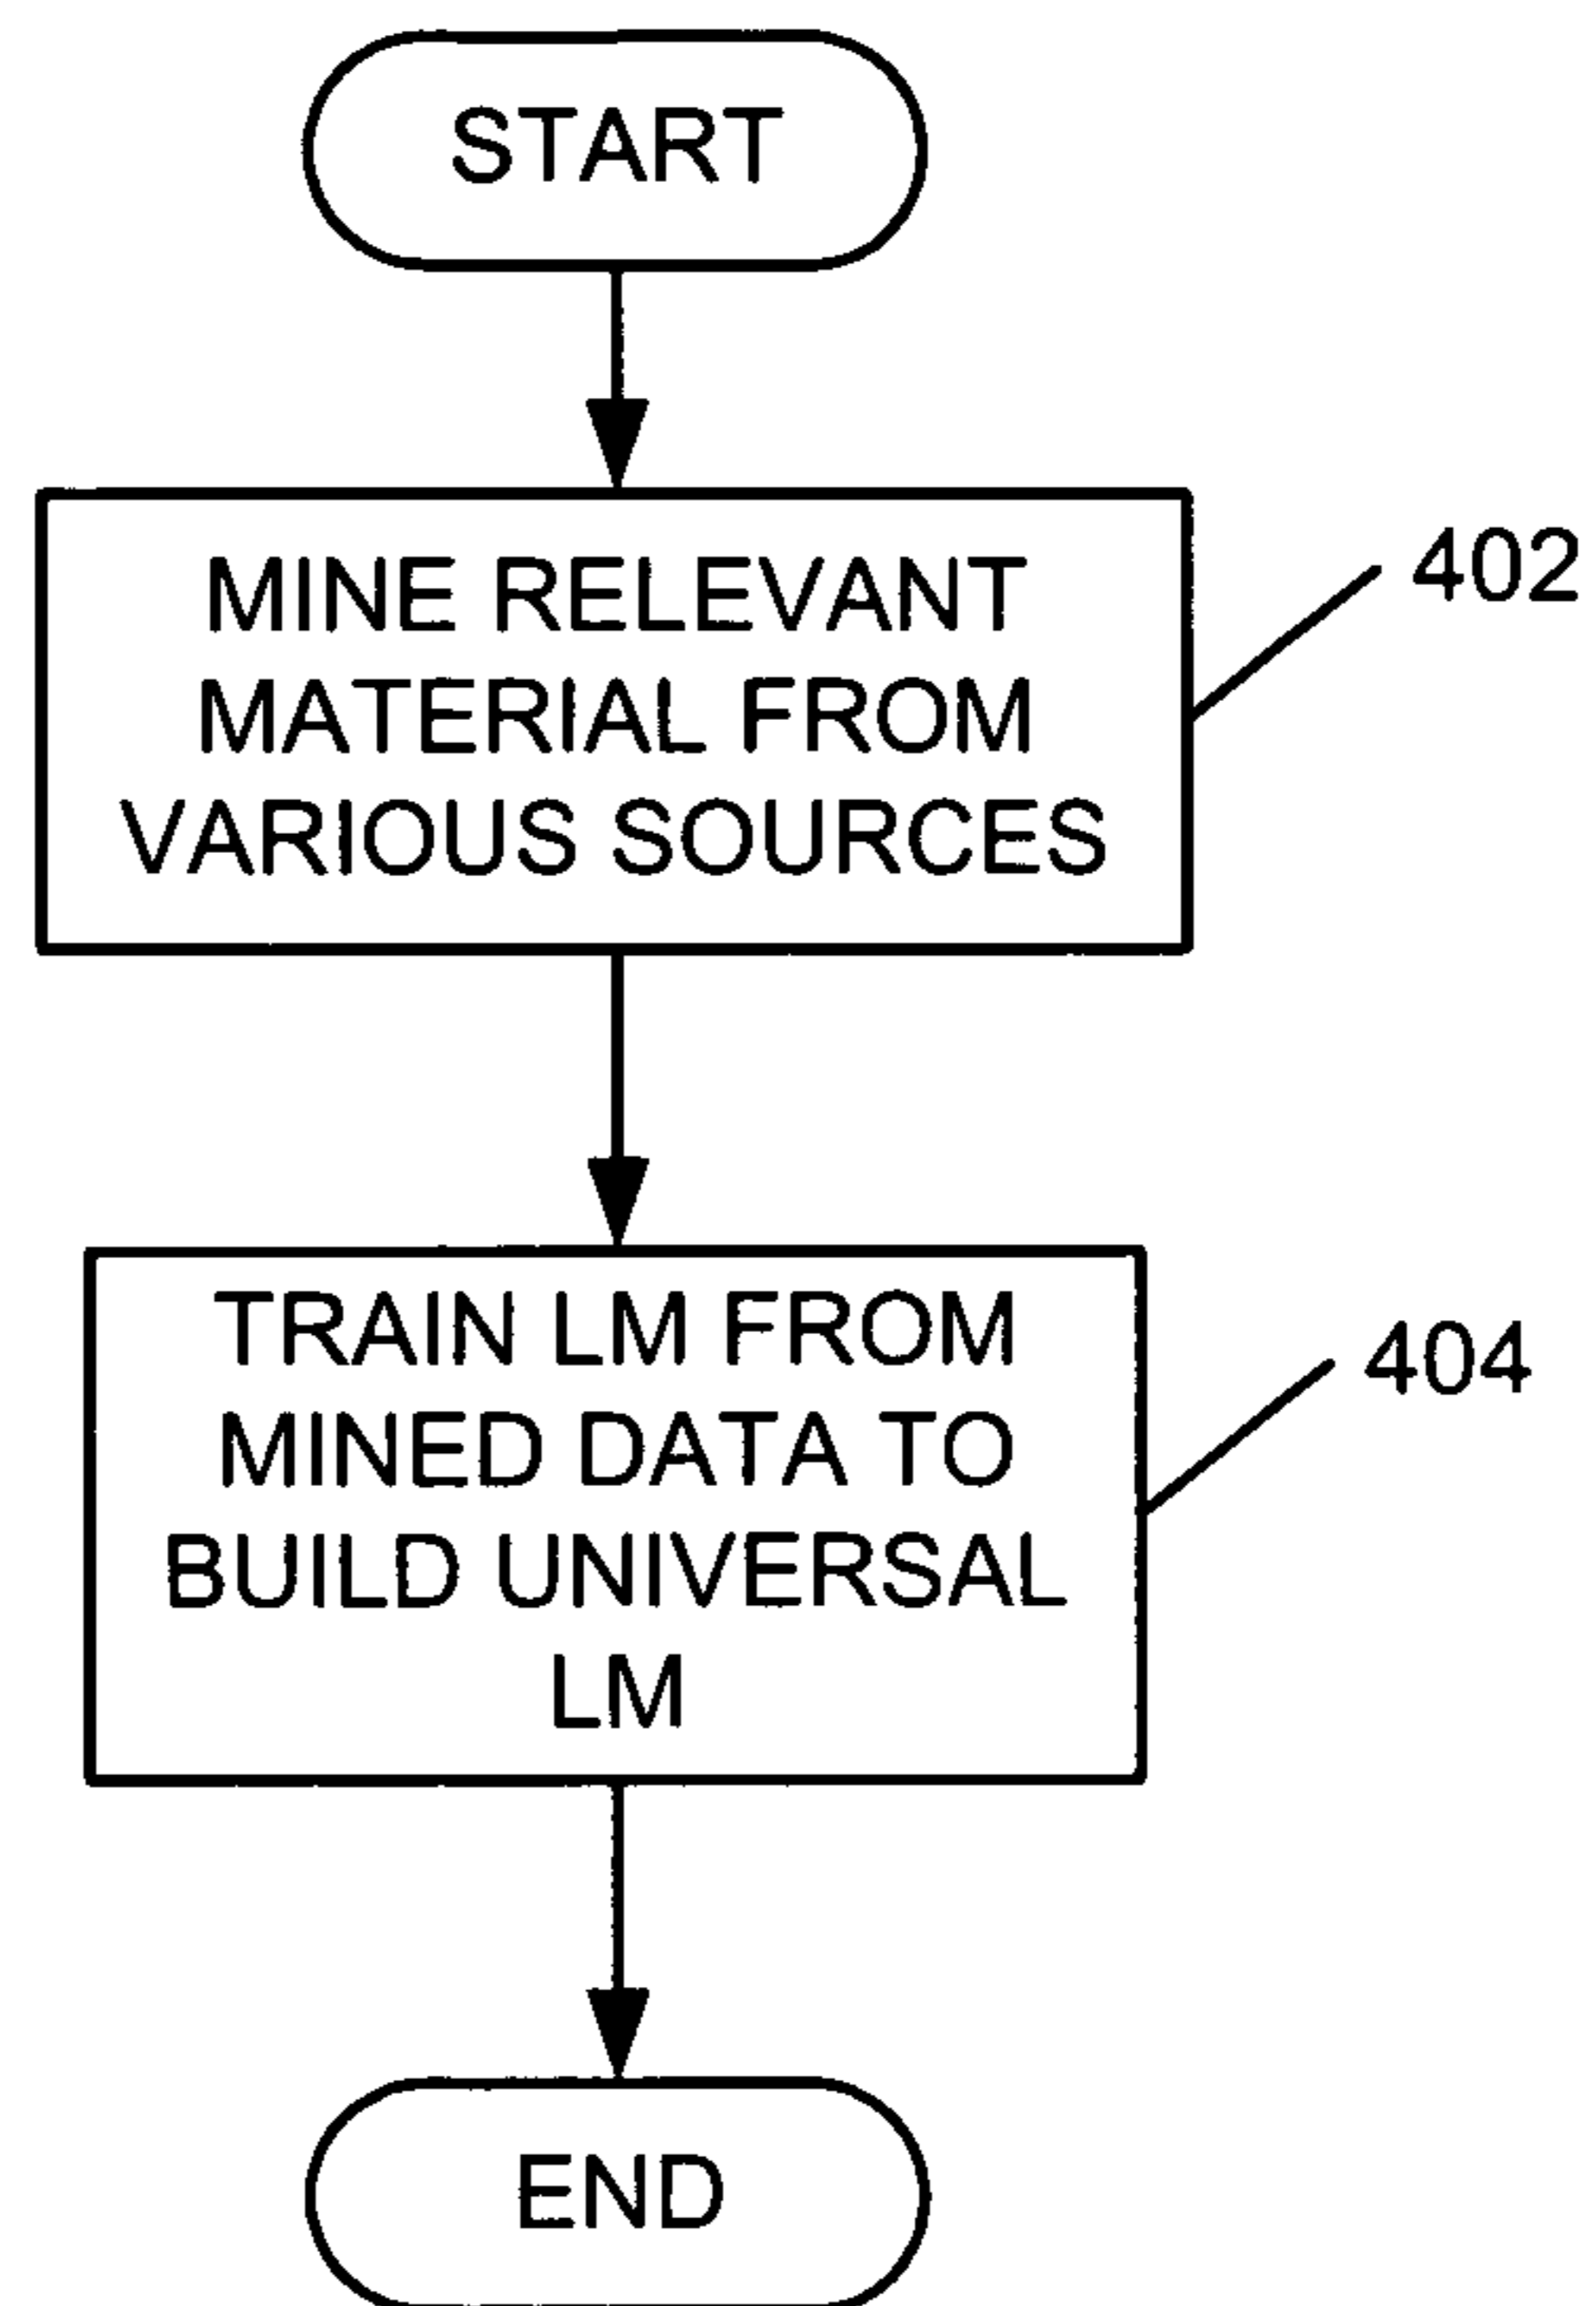 START
MINE RELEVANT
MATERIAL FROM
VARIOUS SOURCES
402
TRAIN LM FROM
MINED DATA TO
BUILD UNIVERSAL
LM
404
END